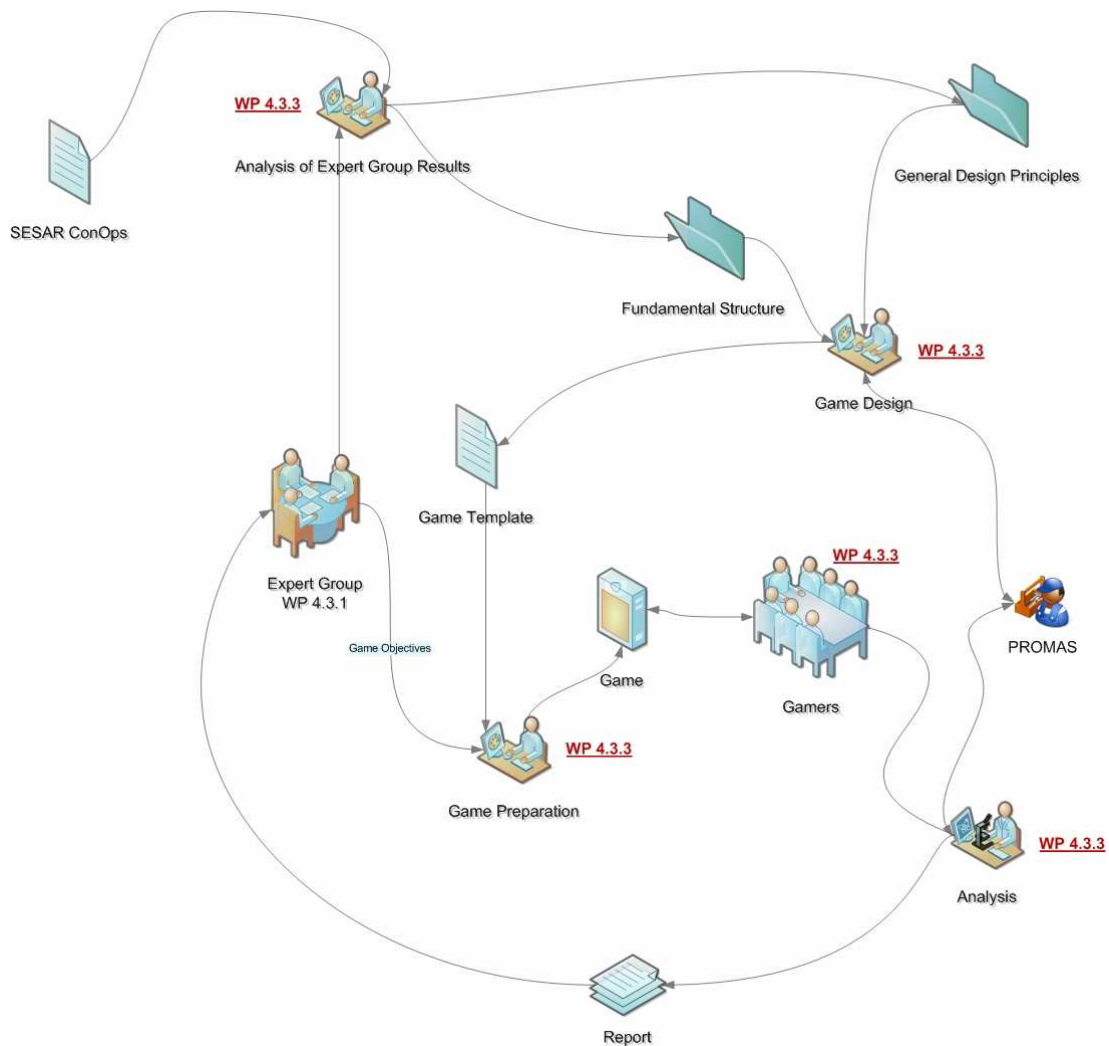 WP 4.3.3
Analysis of Expert Group Results
General Design Principles
SESAR ConOps
Fundamental Structure
WP 4.3.3
Game Design
Game Template
WP 4.3.3
Expert Group
WP 4.3.1
Game Objectives
PROMAS
Game
Gamers
WP 4.3.3
Game Preparation
WP 4.3.3
Analysis
Report